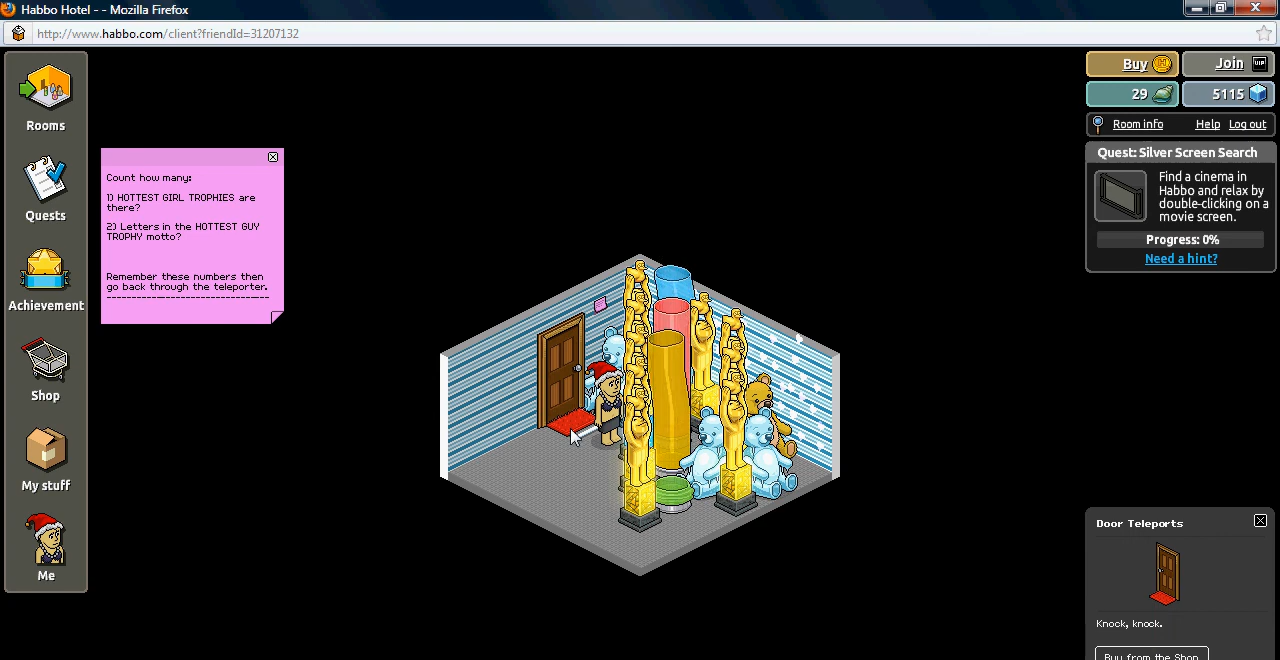 Habbo Hotel - - Mozilla Firefox
http://www.habbo.com/client?friendId=31207132
Rooms
Quests
Achievement
Shop
My stuff
Me
Count how many:
1) HOTTEST GIRL TROPHIES are
there?
2) Letters in the HOTTEST GUY
TROPHY motto?
Remember these numbers then
go back through the teleporter.
--------------------------------
Buy
Join
VIP
29
5115
Room info
Help
Log out
Quest: Silver Screen Search
Find a cinema in
Habbo and relax by
double-clicking on a
movie screen.
Progress: 0%
Need a hint?
Door Teleports
Knock, knock.
Buy from the Shop